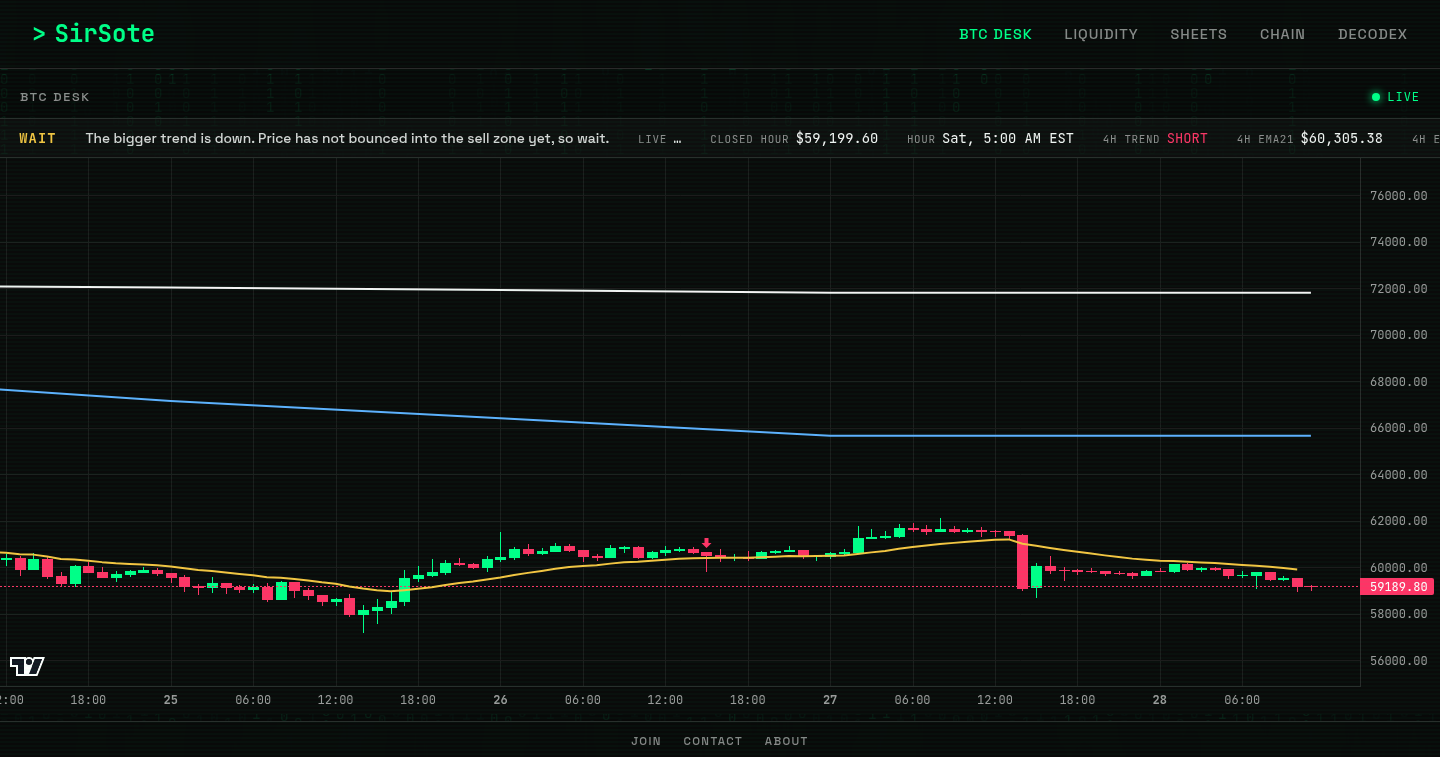 > SirSote
BTC DESK LIQUIDITY SHEETS CHAIN DECODEX
BTC DESK
LIVE
WAIT The bigger trend is down. Price has not bounced into the sell zone yet, so wait. LIVE … CLOSED HOUR $59,199.60 HOUR Sat, 5:00 AM EST 4H TREND SHORT 4H EMA21 $60,305.38 4H E
76000.00
74000.00
72000.00
70000.00
68000.00
66000.00
64000.00
62000.00
60000.00
59189.80
58000.00
56000.00
2:00 18:00 25 06:00 12:00 18:00 26 06:00 12:00 18:00 27 06:00 12:00 18:00 28 06:00
JOIN CONTACT ABOUT